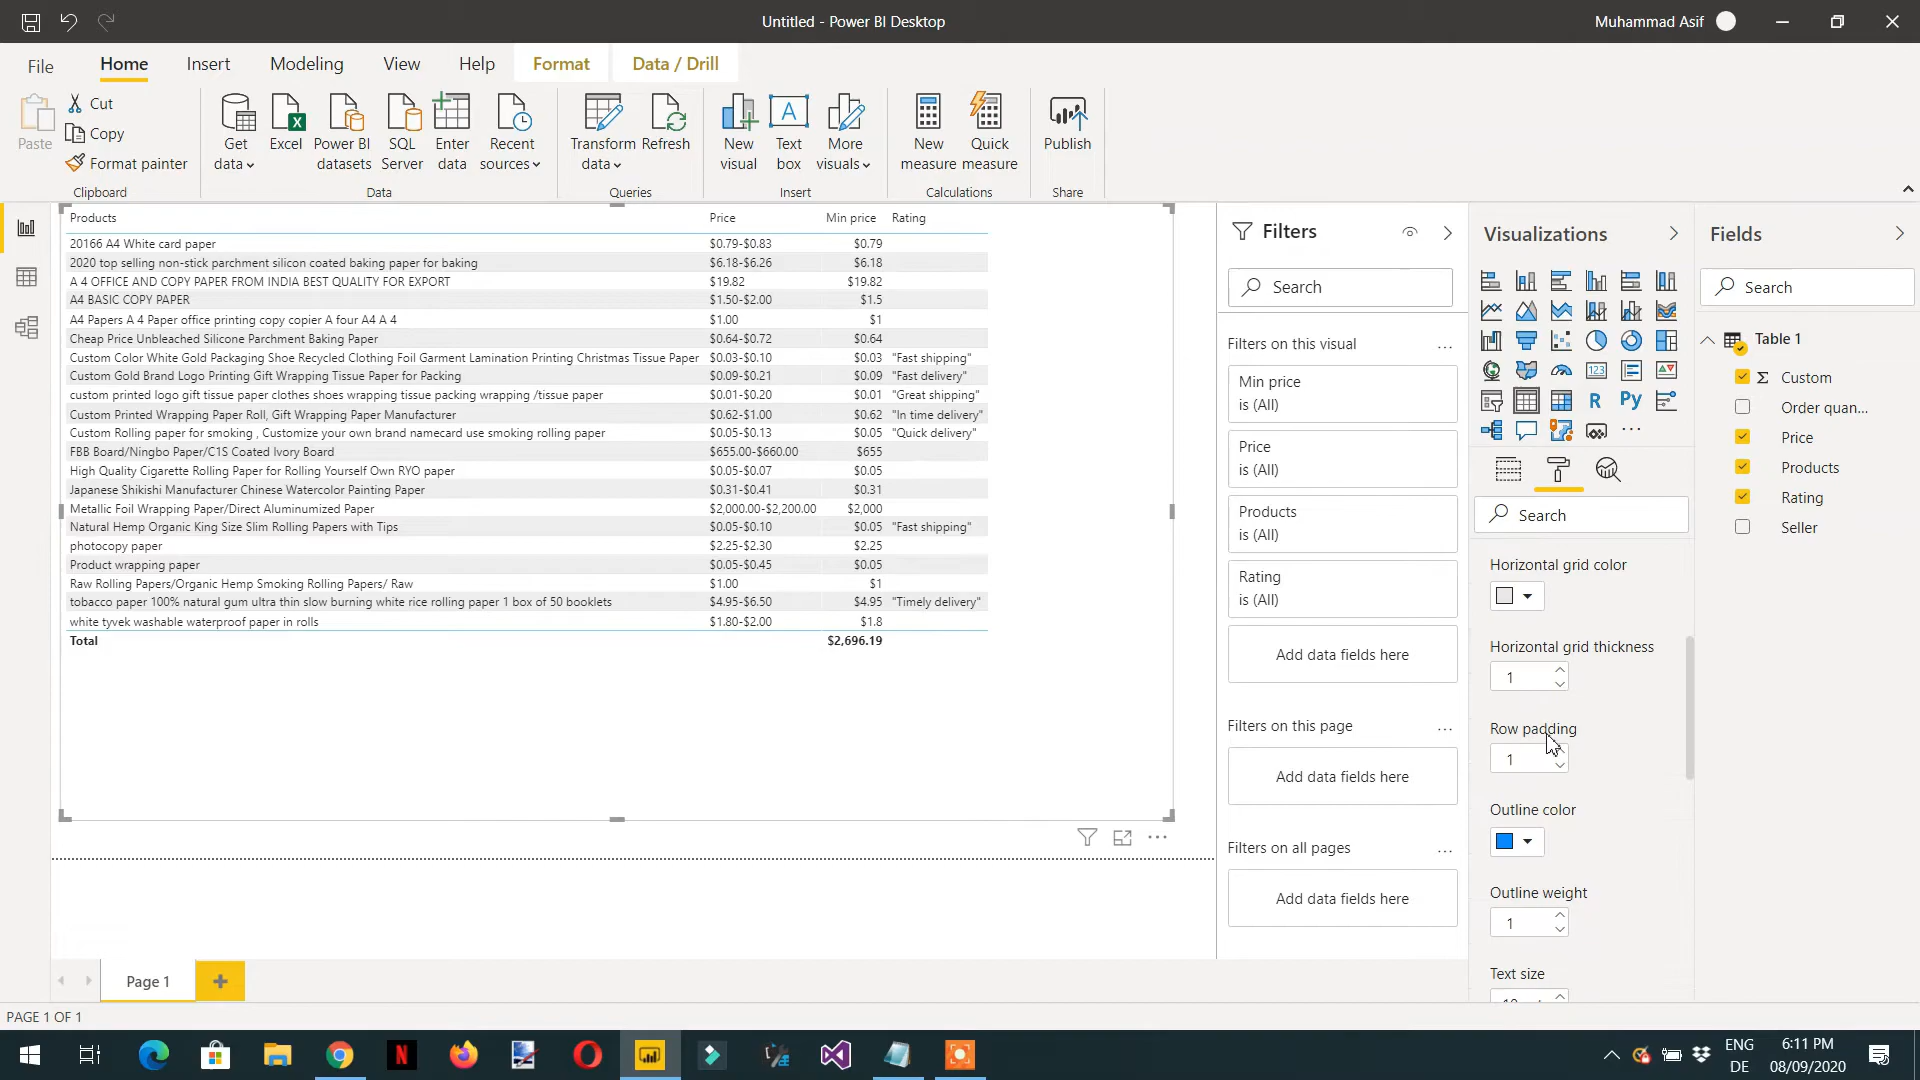 Untitled - Power BI Desktop
Muhammad Asif
File
Home
Insert
Modeling
View
Help
Format
Data / Drill
Paste
Cut
Copy
Format painter
Clipboard
Get data
Excel
Power BI datasets
SQL Server
Enter data
Recent sources
Data
Transform data
Refresh
Queries
New visual
Text box
More visuals
Insert
New measure
Quick measure
Calculations
Publish
Share
Products Price Min price Rating
20166 A4 White card paper $0.79-$0.83 $0.79
2020 top selling non-stick parchment silicon coated baking paper for baking $6.18-$6.26 $6.18
A 4 OFFICE AND COPY PAPER FROM INDIA BEST QUALITY FOR EXPORT $19.82 $19.82
A4 BASIC COPY PAPER $1.50-$2.00 $1.5
A4 Papers A 4 Paper office printing copy copier A four A4 A 4 $1.00 $1
Cheap Price Unbleached Silicone Parchment Baking Paper $0.64-$0.72 $0.64
Custom Color White Gold Packaging Shoe Recycled Clothing Foil Garment Lamination Printing Christmas Tissue Paper $0.03-$0.10 $0.03 "Fast shipping"
Custom Gold Brand Logo Printing Gift Wrapping Tissue Paper for Packing $0.09-$0.21 $0.09 "Fast delivery"
custom printed logo gift tissue paper clothes shoes wrapping tissue packing wrapping /tissue paper $0.01-$0.20 $0.01 "Great shipping"
Custom Printed Wrapping Paper Roll, Gift Wrapping Paper Manufacturer $0.62-$1.00 $0.62 "In time delivery"
Custom Rolling paper for smoking , Customize your own brand namecard use smoking rolling paper $0.05-$0.13 $0.05 "Quick delivery"
FBB Board/Ningbo Paper/C1S Coated Ivory Board $655.00-$660.00 $655
High Quality Cigarette Rolling Paper for Rolling Yourself Own RYO paper $0.05-$0.07 $0.05
Japanese Shikishi Manufacturer Chinese Watercolor Painting Paper $0.31-$0.41 $0.31
Metallic Foil Wrapping Paper/Direct Aluminumized Paper $2,000.00-$2,200.00 $2,000
Natural Hemp Organic King Size Slim Rolling Papers with Tips $0.05-$0.10 $0.05 "Fast shipping"
photocopy paper $2.25-$2.30 $2.25
Product wrapping paper $0.05-$0.45 $0.05
Raw Rolling Papers/Organic Hemp Smoking Rolling Papers/ Raw $1.00 $1
tobacco paper 100% natural gum ultra thin slow burning white rice rolling paper 1 box of 50 booklets $4.95-$6.50 $4.95 "Timely delivery"
white tyvek washable waterproof paper in rolls $1.80-$2.00 $1.8
Total $2,696.19
Filters
Search
Filters on this visual ...
Min price
is (All)
Price
is (All)
Products
is (All)
Rating
is (All)
Add data fields here
Filters on this page ...
Add data fields here
Filters on all pages ...
Add data fields here
Visualizations
123
R
Py
...
Search
Horizontal grid color
Horizontal grid thickness
1
Row padding
1
Outline color
Outline weight
1
Text size
Fields
Search
Table 1
Σ Custom
Order quan...
Price
Products
Rating
Seller
Page 1
PAGE 1 OF 1
ENG
DE
6:11 PM
08/09/2020